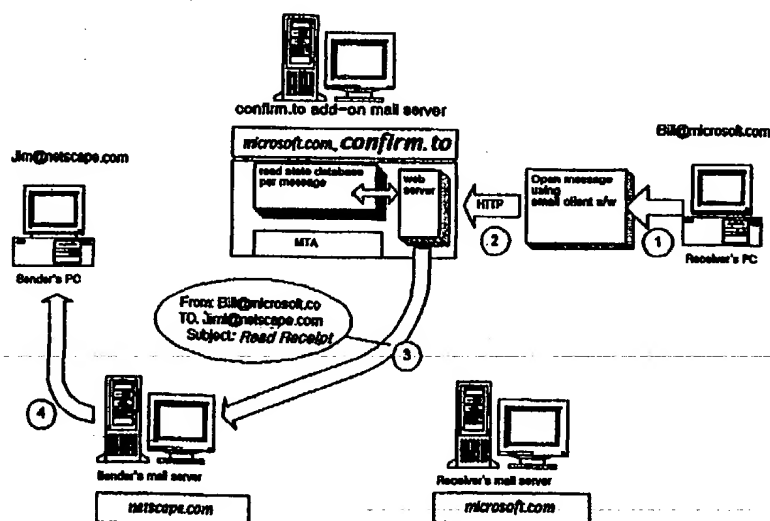 confirm.to add-on mail server
microsoft.com.confirm.to
Bill@microsoft.com
Jim@netscape.com
read state database
per message
web
server
MTA
HTTP
2
Open message
using
email client s/w
1
Receiver's PC
Sender's PC
From: Bill@microsoft.co
TO. Jim@netscape.com
Subject: Read Receipt
3
4
Sender's mail server
Receiver's mail server
netscape.com
microsoft.com